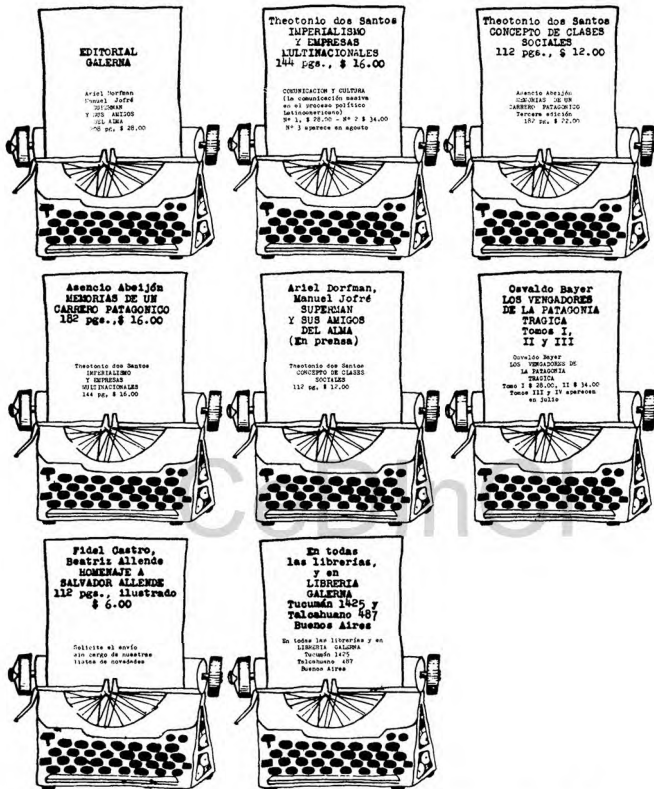 EDITORIAL
GALERNA
Ariel Dorfman
Manuel Jofré
SUPERMAN
Y SUS AMIGOS
DEL ALMA
208 pg, $ 28.00
Theotonio dos Santos
IMPERIALISMO
Y EMPRESAS
MULTINACIONALES
144 pgs., $ 16.00
COMUNICACION Y CULTURA
(la comunicación masiva
en el proceso político
Latinoamericano)
Nº 1, $ 28.00 - Nº 2 $ 34.00
Nº 3 aparece en agosto
Theotonio dos Santos
CONCEPTO DE CLASES
SOCIALES
112 pgs., $ 12.00
Asencio Abeijón
MEMORIAS DE UN
CARRERO PATAGONICO
Tercera edición
182 pg. $ 22.00
Asencio Abeijón
MEMORIAS DE UN
CARRERO PATAGONICO
182 pgs.,$ 16.00
Theotonio dos Santos
IMPERIALISMO
Y EMPRESAS
MULTINACIONALES
144 pg. $ 16.00
Ariel Dorfman,
Manuel Jofré
SUPERMAN
Y SUS AMIGOS
DEL ALMA
(En prensa)
Theotonio dos Santos
CONCEPTO DE CLASES
SOCIALES
112 pg. $ 12.00
Osvaldo Bayer
LOS VENGADORES
DE LA PATAGONIA
TRAGICA
Tomos I,
II y III
Osvaldo Bayer
LOS VENGADORES DE
LA PATAGONIA
TRAGICA
Tomo I $ 28.00, II $ 34.00
Tomos III y IV aparecen
en julio
Fidel Castro,
Beatriz Allende
HOMENAJE A
SALVADOR ALLENDE
112 pgs., ilustrado
$ 6.00
Solicite el envío
sin cargo de nuestras
listas de novedades
En todas
las librerías,
y en
LIBRERIA
GALERNA
Tucumán 1425 y
Talcahuano 487
Buenos Aires
En todas las librerías y en
LIBRERIA GALERNA
Tucumán 1425
Talcahuano 487
Buenos Aires